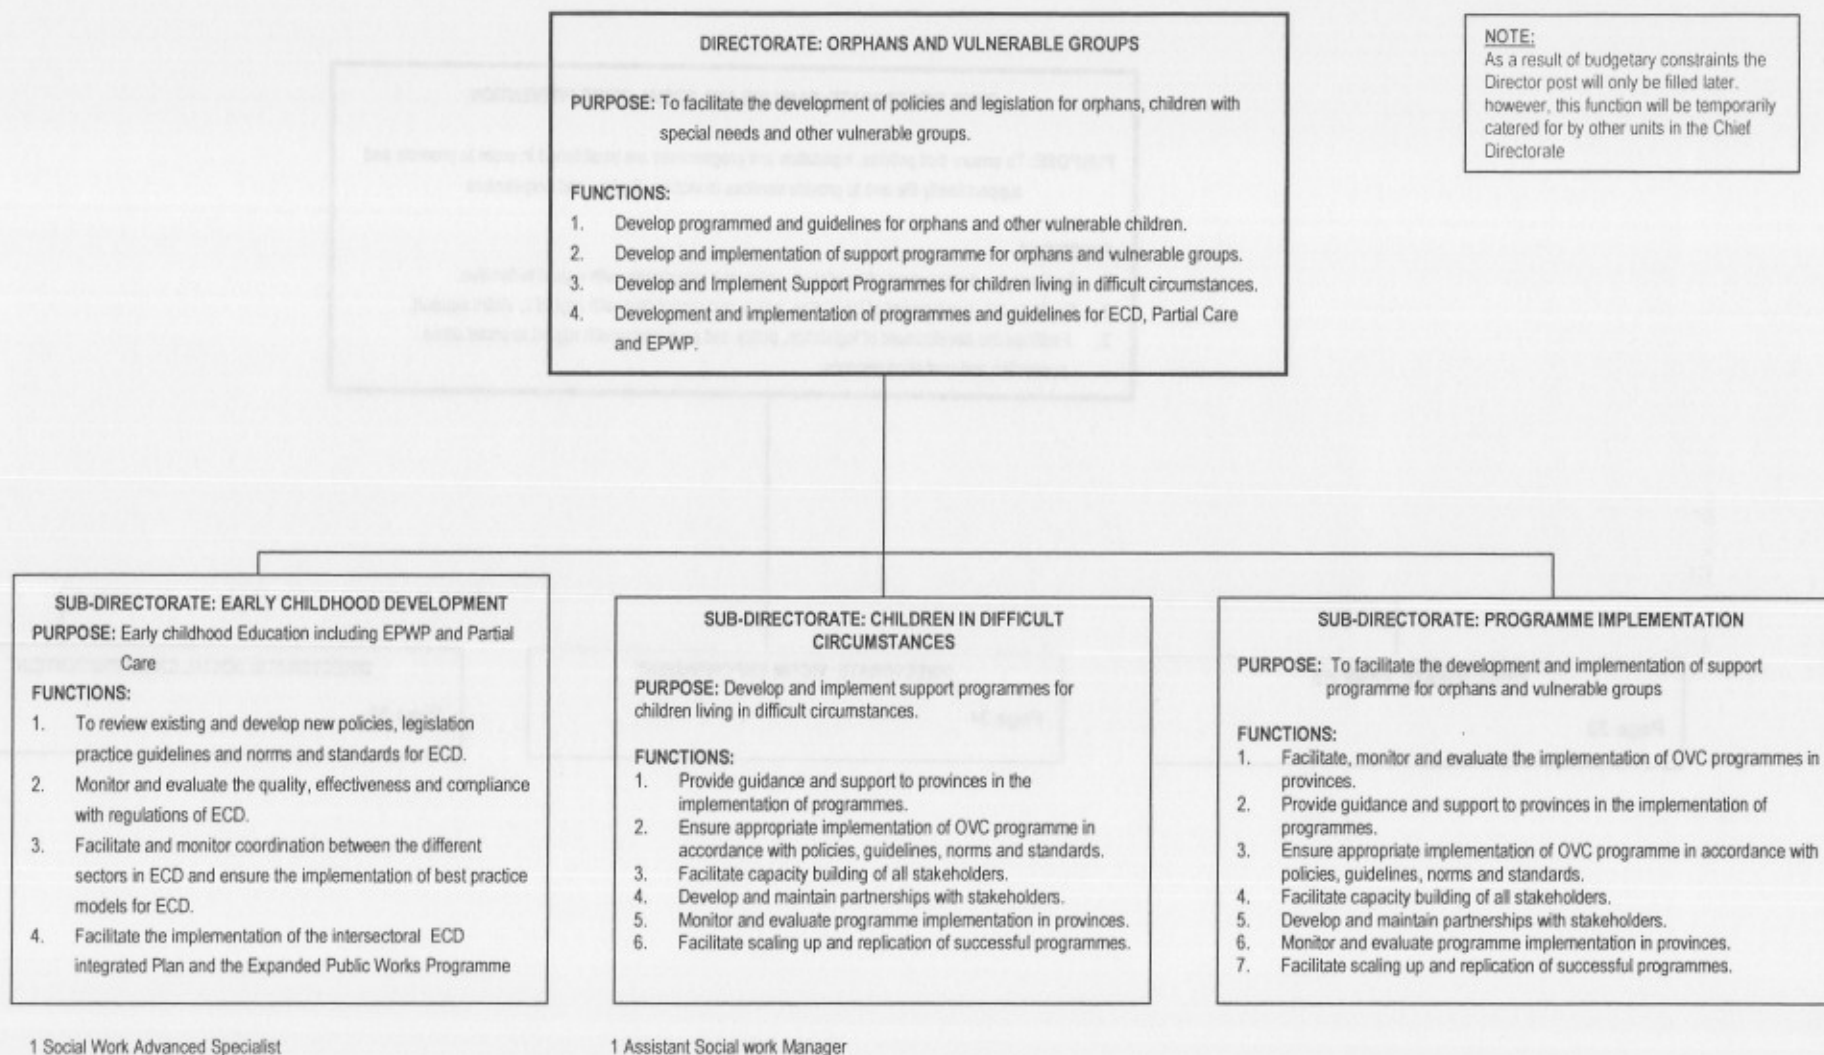 DIRECTORATE: ORPHANS AND VULNERABLE GROUPS
PURPOSE: To facilitate the development of policies and legislation for orphans, children with
special needs and other vulnerable groups.
FUNCTIONS:
1. Develop programmed and guidelines for orphans and other vulnerable children.
2. Develop and implementation of support programme for orphans and vulnerable groups.
3. Develop and Implement Support Programmes for children living in difficult circumstances.
4. Development and implementation of programmes and guidelines for ECD, Partial Care
and EPWP.
NOTE:
As a result of budgetary constraints the
Director post will only be filled later.
however, this function will be temporarily
catered for by other units in the Chief
Directorate
SUB-DIRECTORATE: EARLY CHILDHOOD DEVELOPMENT
PURPOSE: Early childhood Education including EPWP and Partial
Care
FUNCTIONS:
1. To review existing and develop new policies, legislation
practice guidelines and norms and standards for ECD.
2. Monitor and evaluate the quality, effectiveness and compliance
with regulations of ECD.
3. Facilitate and monitor coordination between the different
sectors in ECD and ensure the implementation of best practice
models for ECD.
4. Facilitate the implementation of the intersectoral ECD
integrated Plan and the Expanded Public Works Programme
1 Social Work Advanced Specialist
SUB-DIRECTORATE: CHILDREN IN DIFFICULT
CIRCUMSTANCES
PURPOSE: Develop and implement support programmes for
children living in difficult circumstances.
FUNCTIONS:
1. Provide guidance and support to provinces in the
implementation of programmes.
2. Ensure appropriate implementation of OVC programme in
accordance with policies, guidelines, norms and standards.
3. Facilitate capacity building of all stakeholders.
4. Develop and maintain partnerships with stakeholders.
5. Monitor and evaluate programme implementation in provinces.
6. Facilitate scaling up and replication of successful programmes.
1 Assistant Social work Manager
SUB-DIRECTORATE: PROGRAMME IMPLEMENTATION
PURPOSE: To facilitate the development and implementation of support
programme for orphans and vulnerable groups
FUNCTIONS:
1. Facilitate, monitor and evaluate the implementation of OVC programmes in
provinces.
2. Provide guidance and support to provinces in the implementation of
programmes.
3. Ensure appropriate implementation of OVC programme in accordance with
policies, guidelines, norms and standards.
4. Facilitate capacity building of all stakeholders.
5. Develop and maintain partnerships with stakeholders.
6. Monitor and evaluate programme implementation in provinces.
7. Facilitate scaling up and replication of successful programmes.